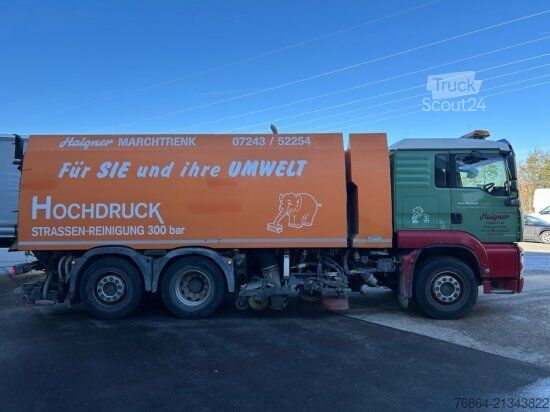 Truck
Scout24
Haigner MARCHTRENK 07243 / 52254
Für SIE und ihre UMWELT
HOCHDRUCK
STRASSEN-REINIGUNG 300 bar
Haigner
76864-21343822